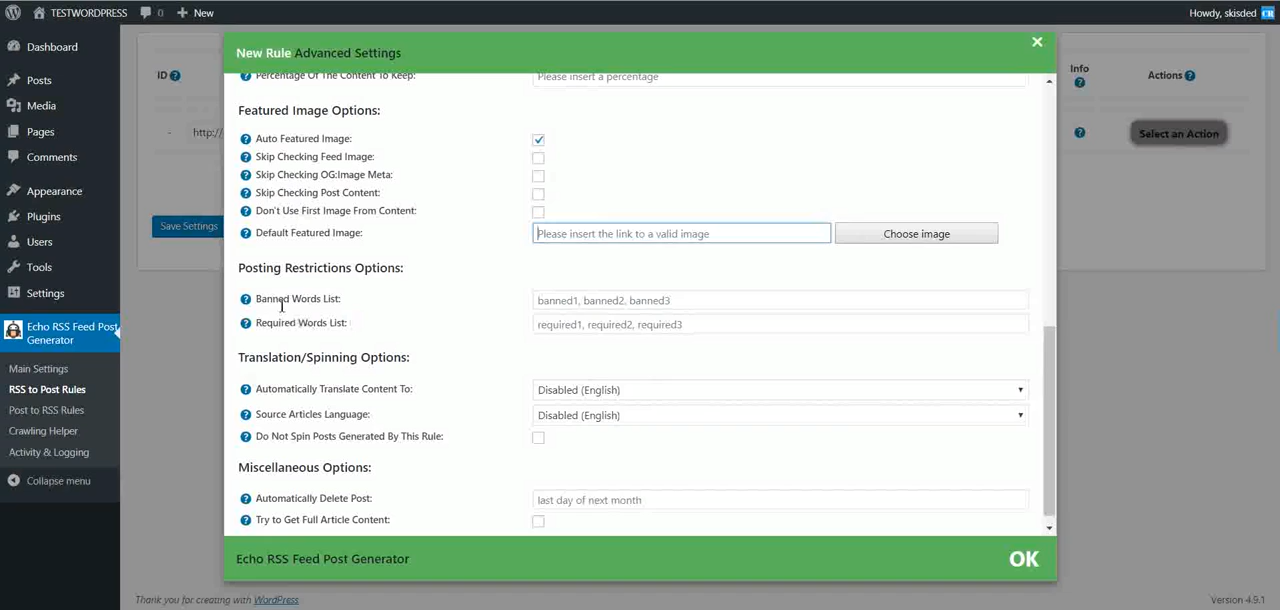 TESTWORDPRESS 0 New Howdy, skisded CR
Dashboard
Posts
Media
Pages
Comments
Appearance
Plugins
Users
Tools
Settings
Echo RSS Feed Post
Generator
Main Settings
RSS to Post Rules
Post to RSS Rules
Crawling Helper
Activity & Logging
Collapse menu
ID
- http:/
Save Settings
New Rule Advanced Settings ×
Percentage Of The Content To Keep: Please insert a percentage
Featured Image Options:
Auto Featured Image:
Skip Checking Feed Image:
Skip Checking OG:Image Meta:
Skip Checking Post Content:
Don't Use First Image From Content:
Default Featured Image: Please insert the link to a valid image Choose image
Posting Restrictions Options:
Banned Words List: banned1, banned2, banned3
Required Words List: required1, required2, required3
Translation/Spinning Options:
Automatically Translate Content To: Disabled (English)
Source Articles Language: Disabled (English)
Do Not Spin Posts Generated By This Rule:
Miscellaneous Options:
Automatically Delete Post: last day of next month
Try to Get Full Article Content:
Echo RSS Feed Post Generator OK
Info
Actions
Select an Action
Thank you for creating with WordPress Version 4.9.1